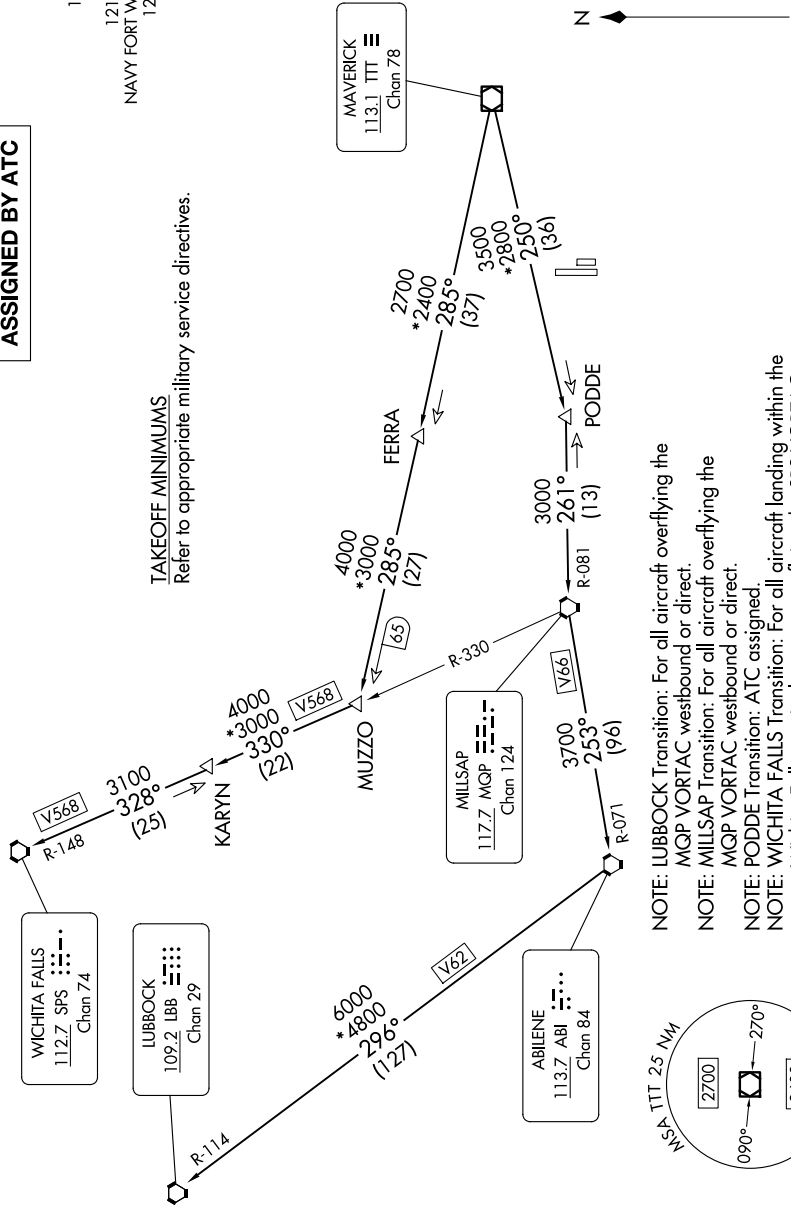 ASSIGNED BY ATC
NAVY FORT W
TAKEOFF MINIMUMS
Refer to appropriate military service directives.
WICHITA FALLS
112.7 SPS
Chan 74
LUBBOCK
109.2 LBB
Chan 29
R-148
V568
3100
328°
(25)
KARYN
4000
*3000
330°
(22)
V568
MUZZO
65
4000
*3000
285°
(27)
FERRA
2700
*2400
285°
(37)
MAVERICK
113.1 TTT
Chan 78
3500
*2800
250°
(36)
PODDE
3000
261°
(13)
R-081
R-330
MILLSAP
117.7 MQP
Chan 124
V66
3700
253°
(96)
R-071
ABILENE
113.7 ABI
Chan 84
V62
6000
*4800
296°
(127)
R-114
N
MSA TTT 25 NM
2700
090°
270°
NOTE: LUBBOCK Transition: For all aircraft overflying the
MQP VORTAC westbound or direct.
NOTE: MILLSAP Transition: For all aircraft overflying the
MQP VORTAC westbound or direct.
NOTE: PODDE Transition: ATC assigned.
NOTE: WICHITA FALLS Transition: For all aircraft landing within the